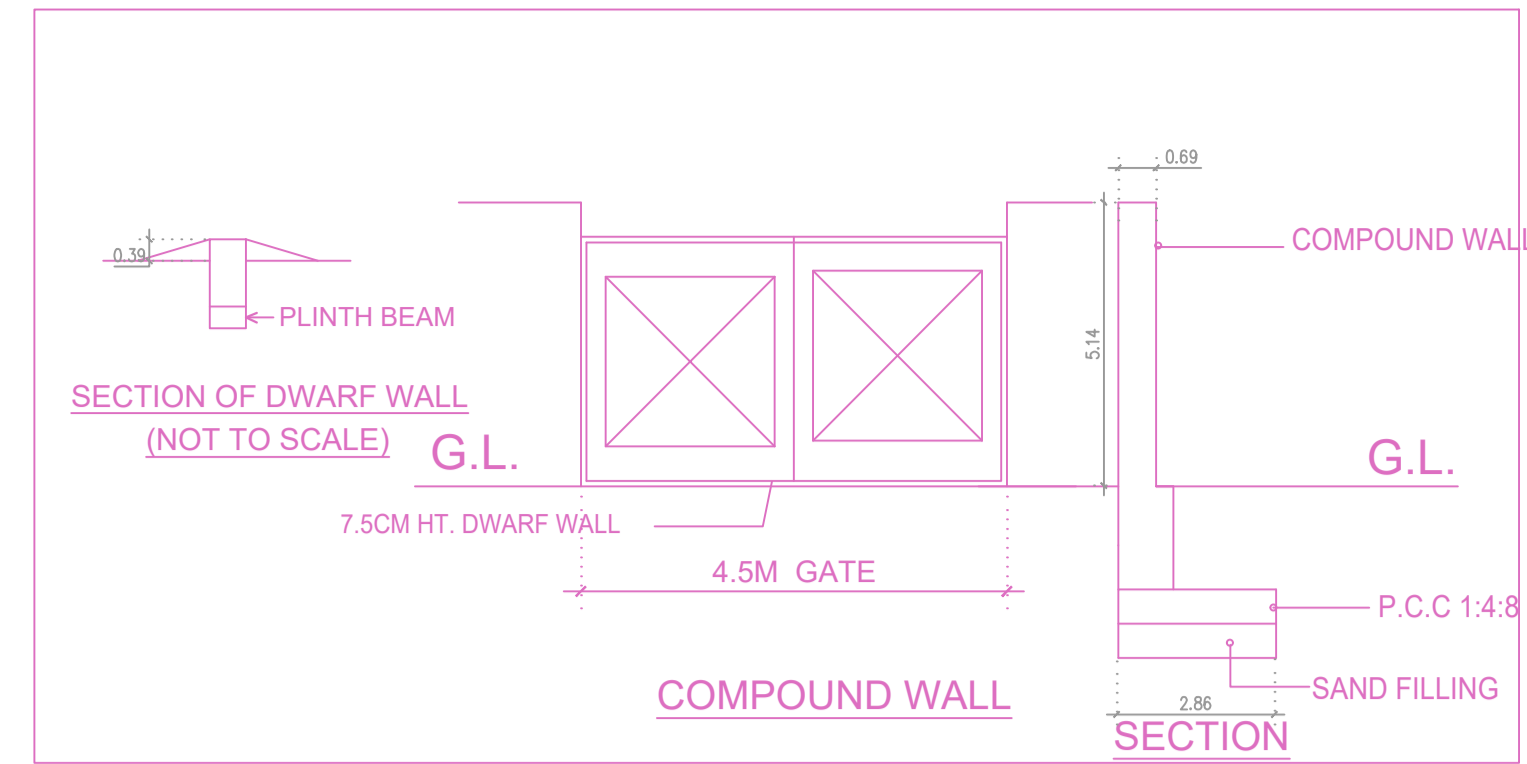 0.69
COMPOUND WALL
0.39
PLINTH BEAM
5.14
SECTION OF DWARF WALL
(NOT TO SCALE)
G.L.
G.L.
7.5CM HT. DWARF WALL
4.5M GATE
P.C.C 1:4:8
SAND FILLING
COMPOUND WALL
2.86
SECTION